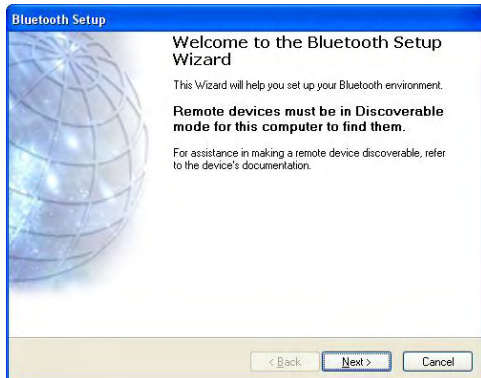 Bluetooth Setup
Welcome to the Bluetooth Setup
Wizard
This Wizard will help you set up your Bluetooth environment.
Remote devices must be in Discoverable
mode for this computer to find them.
For assistance in making a remote device discoverable, refer
to the device's documentation.
< Back Next > Cancel